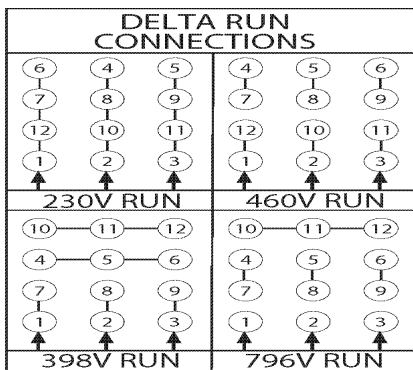 DELTA RUN
CONNECTIONS
6 4 5 4 5 6
7 8 9 7 8 9
12 10 11 12 10 11
1 2 3 1 2 3
230V RUN 460V RUN
10 11 12 10 11 12
4 5 6 4 5 6
7 8 9 7 8 9
1 2 3 1 2 3
398V RUN 796V RUN